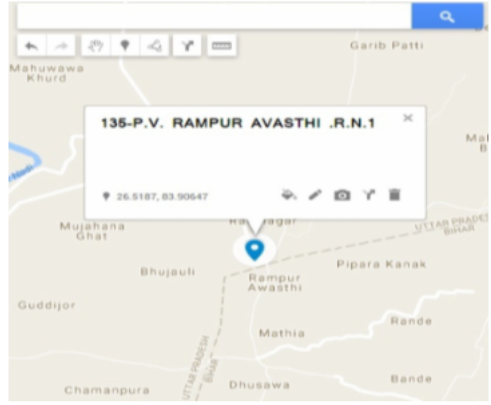 Garib Patti
Mahuwawa
Khurd
135-P.V. RAMPUR AVASTHI .R.N.1
26.5187, 83.90647
Mujahana
Ghat
UTTAR PRADES
BIHAR
Bhujauli
Rampur
Awasthi
Pipara Kanak
Guddijor
Rande
Mathia
UTTAR PRADESH
BIHAR
Chamanpura
Dhusawa
Bande